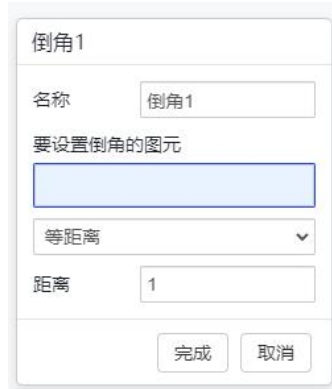 倒角1
名称 倒角1
要设置倒角的图元
等距离
距离 1
完成 取消